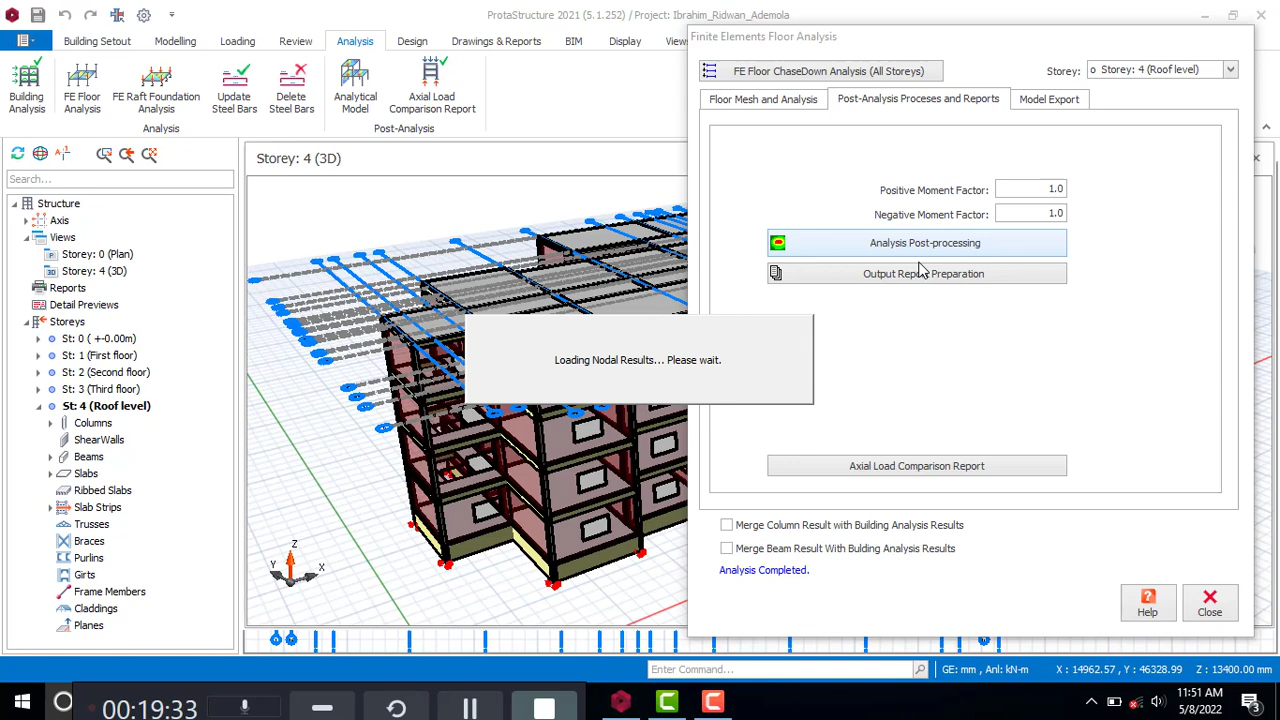 ProtaStructure 2021 (5.1.252) / Project: Ibrahim_Ridwan_Ademola
Building Setout
Modelling
Loading
Review
Analysis
Design
Drawings & Reports
BIM
Display
Building Analysis
FE Floor Analysis
FE Raft Foundation Analysis
Update Steel Bars
Delete Steel Bars
Analytical Model
Axial Load Comparison Report
Analysis
Post-Analysis
Search...
Structure
Axis
Views
Storey: 0 (Plan)
Storey: 4 (3D)
Reports
Detail Previews
Storeys
St: 0 ( +-0.00m)
St: 1 (First floor)
St: 2 (Second floor)
St: 3 (Third floor)
St: 4 (Roof level)
Columns
ShearWalls
Beams
Slabs
Ribbed Slabs
Slab Strips
Trusses
Braces
Purlins
Girts
Frame Members
Claddings
Planes
Storey: 4 (3D)
Z
Y
X
Loading Nodal Results... Please wait.
Finite Elements Floor Analysis
FE Floor ChaseDown Analysis (All Storeys)
Storey: o Storey: 4 (Roof level)
Floor Mesh and Analysis
Post-Analysis Proceses and Reports
Model Export
Positive Moment Factor: 1.0
Negative Moment Factor: 1.0
Analysis Post-processing
Output Report Preparation
Axial Load Comparison Report
Merge Column Result with Building Analysis Results
Merge Beam Result With Bulding Analysis Results
Analysis Completed.
Help
Close
Enter Command...
GE: mm , Anl: kN-m
X : 14962.57 , Y : 46328.99
Z : 13400.00 mm
00:19:33
11:51 AM
5/8/2022
3